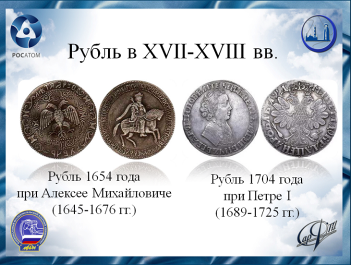 РОСАТОМ
Рубль в XVII-XVIII вв.
Рубль 1654 года
при Алексее Михайловиче
(1645-1676 гг.)
Рубль 1704 года
при Петре I
(1689-1725 гг.)